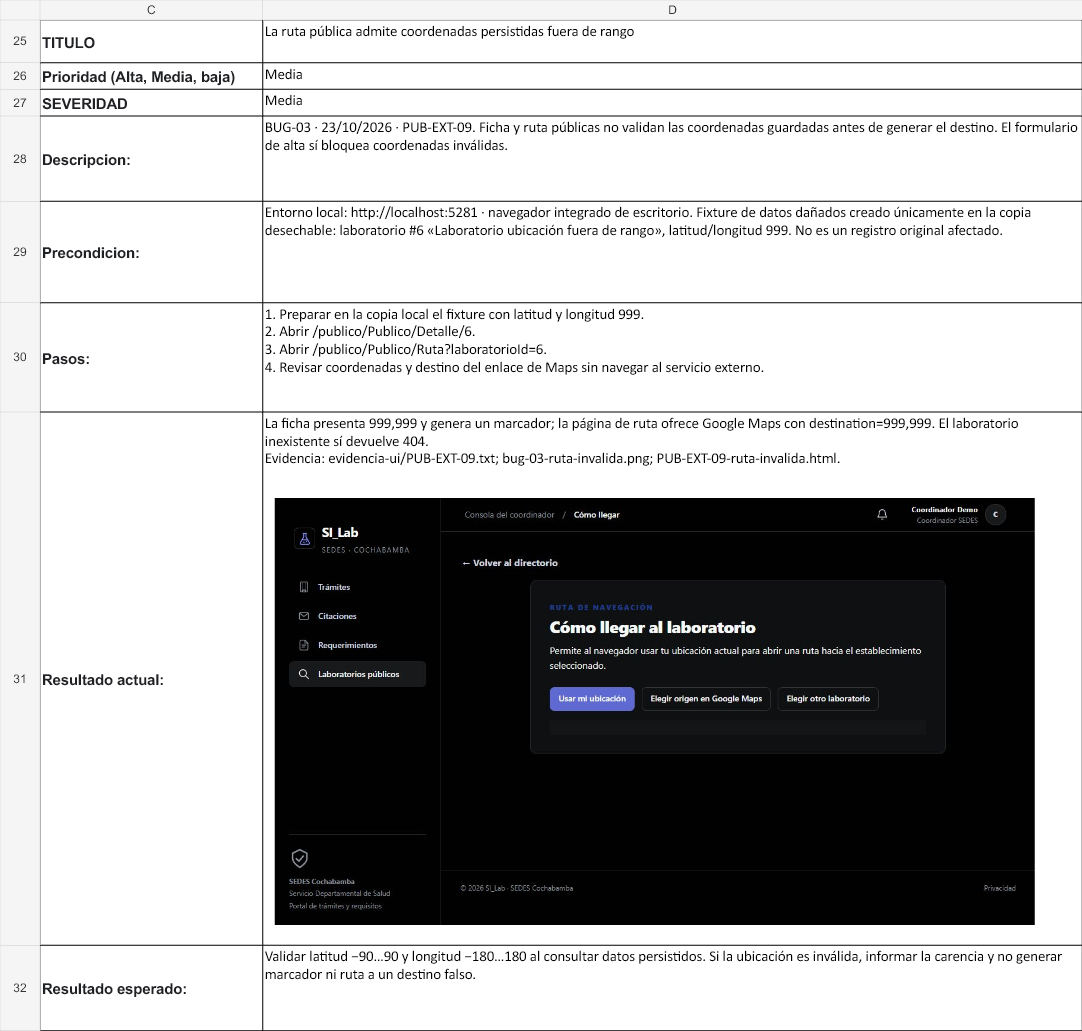 C D
25 TITULO La ruta pública admite coordenadas persistidas fuera de rango
26 Prioridad (Alta, Media, baja) Media
27 SEVERIDAD Media
28 Descripcion: BUG-03 · 23/10/2026 · PUB-EXT-09. Ficha y ruta públicas no validan las coordenadas guardadas antes de generar el destino. El formulario
de alta sí bloquea coordenadas inválidas.
29 Precondicion: Entorno local: http://localhost:5281 · navegador integrado de escritorio. Fixture de datos dañados creado únicamente en la copia
desechable: laboratorio #6 «Laboratorio ubicación fuera de rango», latitud/longitud 999. No es un registro original afectado.
30 Pasos: 1. Preparar en la copia local el fixture con latitud y longitud 999.
2. Abrir /publico/Publico/Detalle/6.
3. Abrir /publico/Publico/Ruta?laboratorioId=6.
4. Revisar coordenadas y destino del enlace de Maps sin navegar al servicio externo.
31 Resultado actual: La ficha presenta 999,999 y genera un marcador; la página de ruta ofrece Google Maps con destination=999,999. El laboratorio
inexistente sí devuelve 404.
Evidencia: evidencia-ui/PUB-EXT-09.txt; bug-03-ruta-invalida.png; PUB-EXT-09-ruta-invalida.html.
SI_Lab
SEDES · COCHABAMBA
Trámites
Citaciones
Requerimientos
Laboratorios públicos
SEDES Cochabamba
Servicio Departamental de Salud
Portal de trámites y requisitos
Consola del coordinador / Cómo llegar
Coordinador Demo
Coordinador SEDES
C
← Volver al directorio
RUTA DE NAVEGACIÓN
Cómo llegar al laboratorio
Permite al navegador usar tu ubicación actual para abrir una ruta hacia el establecimiento
seleccionado.
Usar mi ubicación Elegir origen en Google Maps Elegir otro laboratorio
© 2026 SI_Lab · SEDES Cochabamba Privacidad
32 Resultado esperado: Validar latitud −90…90 y longitud −180…180 al consultar datos persistidos. Si la ubicación es inválida, informar la carencia y no generar
marcador ni ruta a un destino falso.